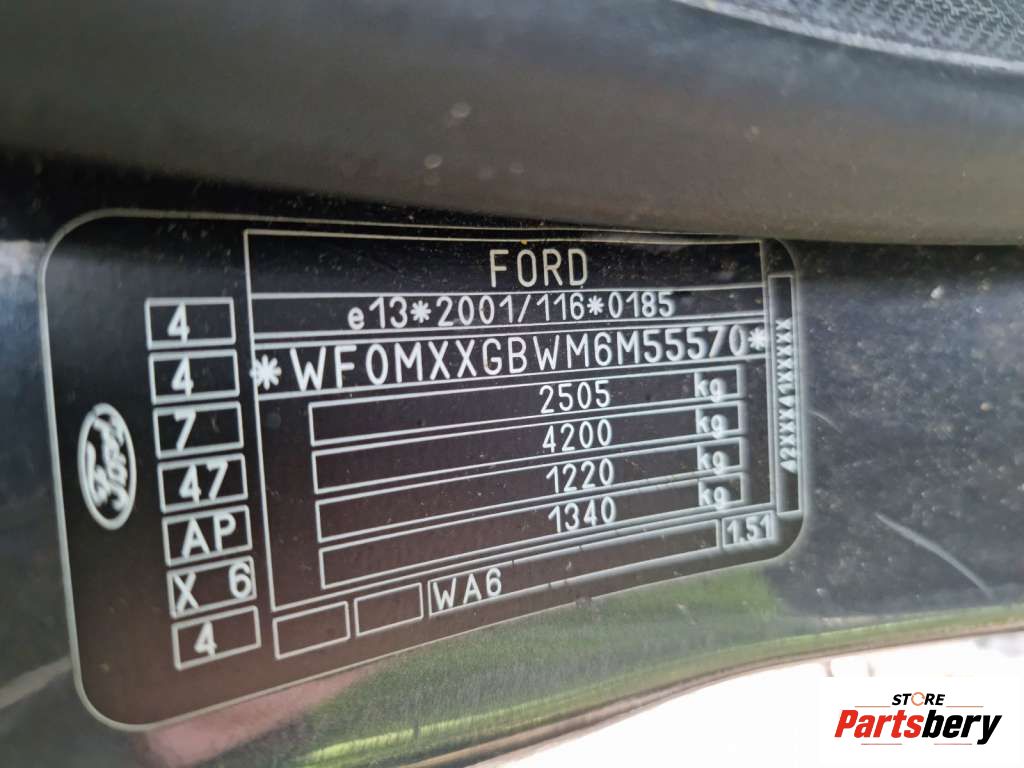 FORD
e13*2001/116*0185
*WF0MXXGBWM6M55570*
2505 kg
4200 kg
1220 kg
1340 kg
1.51
WA6
42XXX41XXXXX
4
4
7
47
AP
X 6
4
Ford
STORE
Partsbery